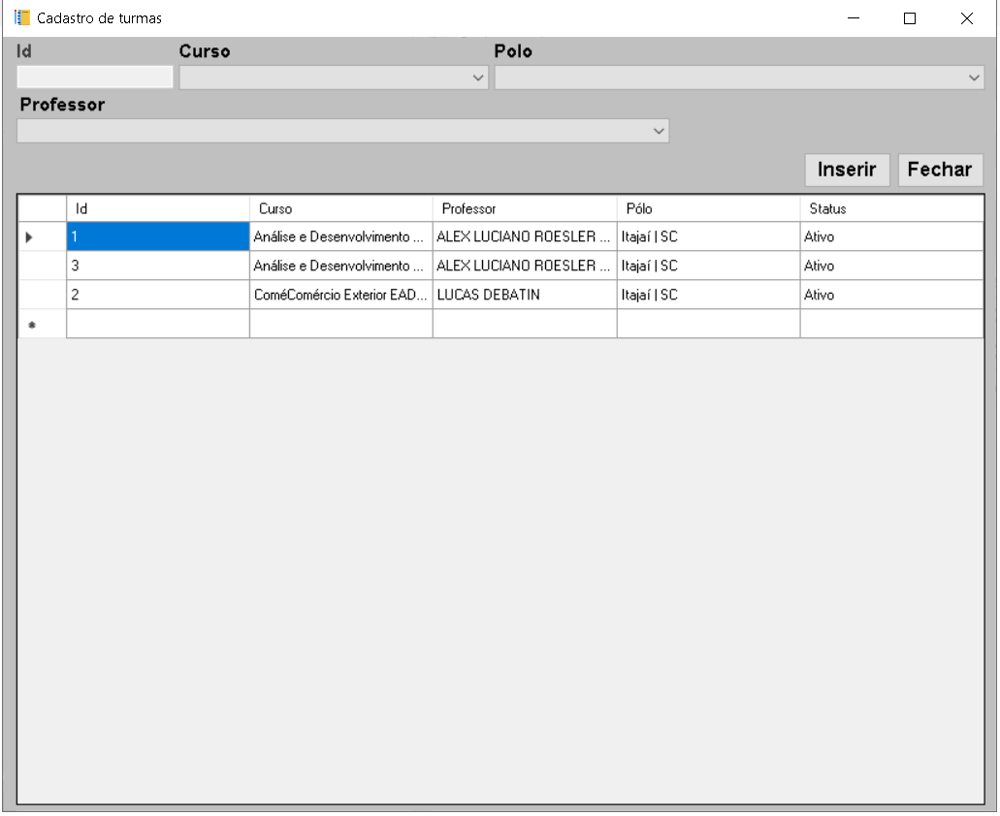 Cadastro de turmas
Id Curso Polo
Professor
Inserir Fechar
Id Curso Professor Pólo Status
1 Análise e Desenvolvimento ... ALEX LUCIANO ROESLER ... Itajaí | SC Ativo
3 Análise e Desenvolvimento ... ALEX LUCIANO ROESLER ... Itajaí | SC Ativo
2 ComéComércio Exterior EAD... LUCAS DEBATIN Itajaí | SC Ativo